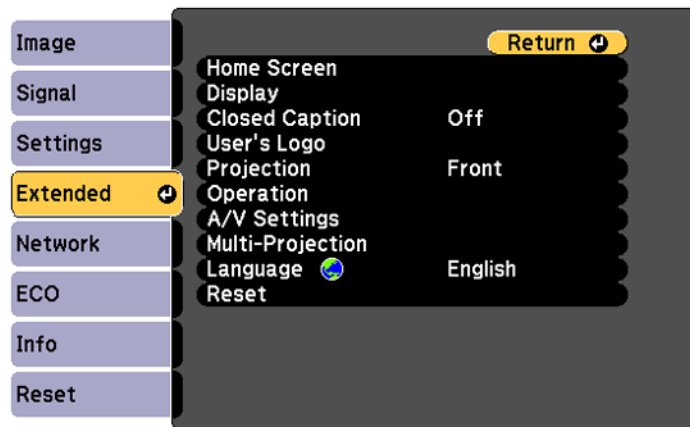 Image
Signal
Settings
Extended
Network
ECO
Info
Reset
Return
Home Screen
Display
Closed Caption Off
User's Logo
Projection Front
Operation
A/V Settings
Multi-Projection
Language English
Reset